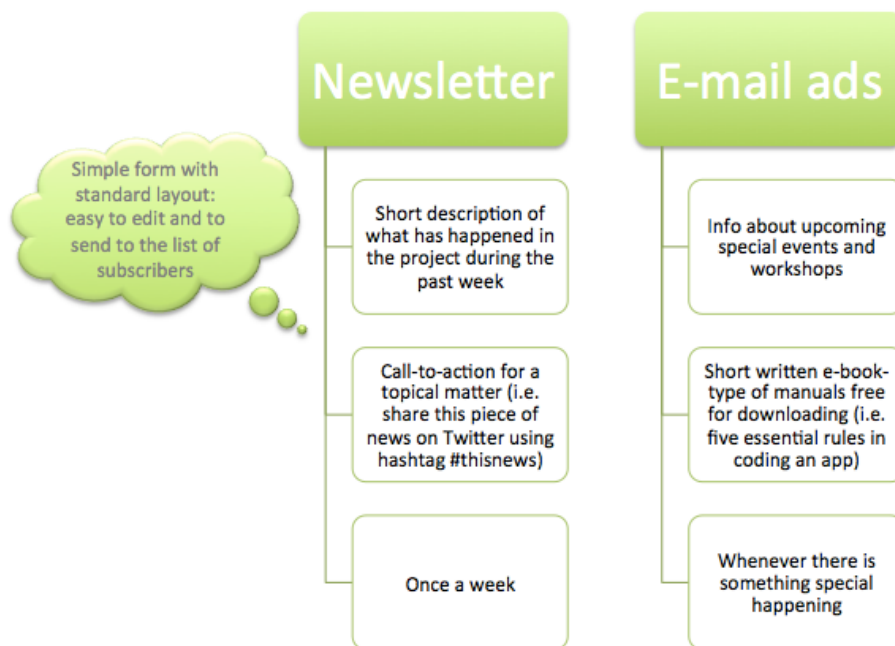 Newsletter
E-mail ads
Simple form with
standard layout:
easy to edit and to
send to the list of
subscribers
Short description of
what has happened in
the project during the
past week
Call-to-action for a
topical matter (i.e.
share this piece of
news on Twitter using
hashtag #thisnews)
Once a week
Info about upcoming
special events and
workshops
Short written e-book-
type of manuals free
for downloading (i.e.
five essential rules in
coding an app)
Whenever there is
something special
happening